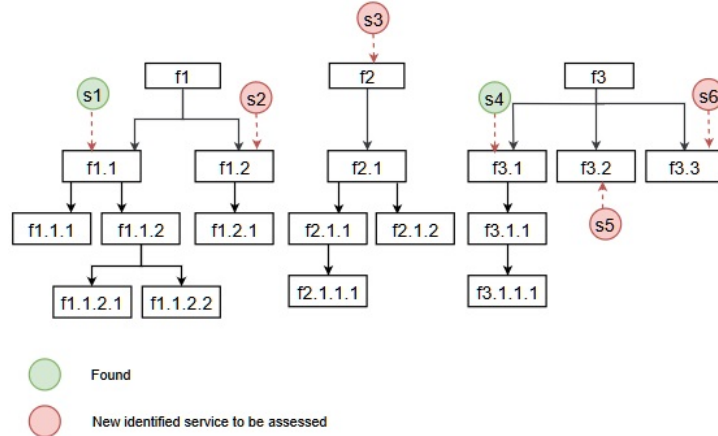 s3
f1
f2
f3
s1
s2
s4
s6
f1.1
f1.2
f2.1
f3.1
f3.2
f3.3
f1.1.1
f1.1.2
f1.2.1
f2.1.1
f2.1.2
f3.1.1
s5
f1.1.2.1
f1.1.2.2
f2.1.1.1
f3.1.1.1
Found
New identified service to be assessed